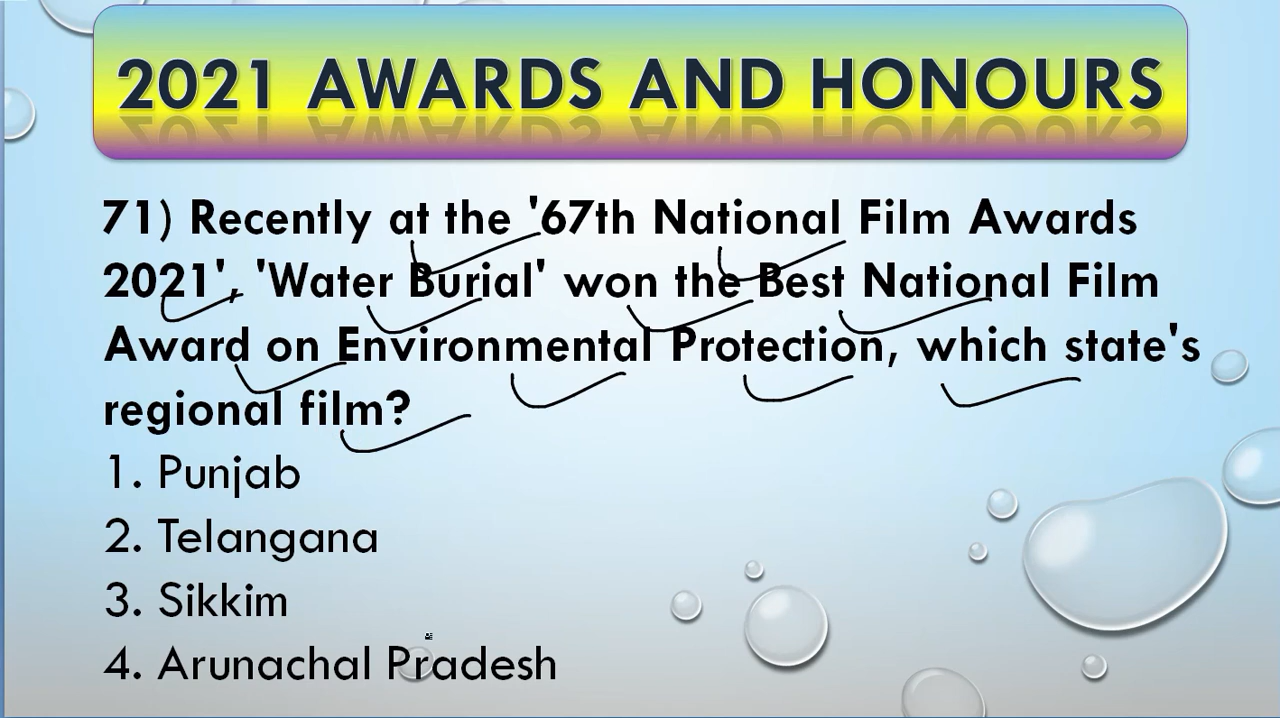 2021 AWARDS AND HONOURS
71) Recently at the '67th National Film Awards
2021', 'Water Burial' won the Best National Film
Award on Environmental Protection, which state's
regional film?
1. Punjab
2. Telangana
3. Sikkim
4. Arunachal Pradesh